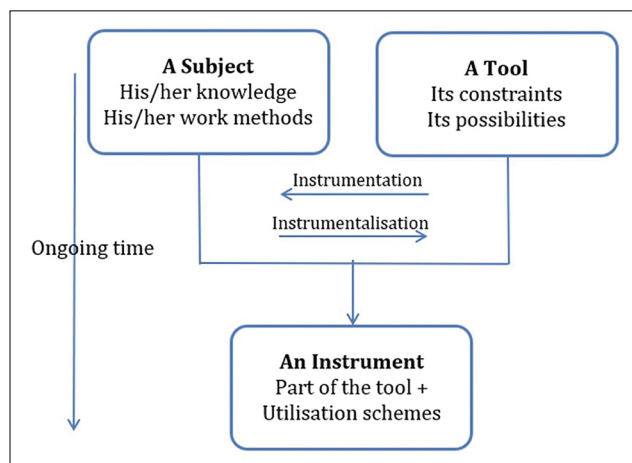 A Subject
His/her knowledge
His/her work methods
A Tool
Its constraints
Its possibilities
Instrumentation
Instrumentalisation
Ongoing time
An Instrument
Part of the tool +
Utilisation schemes